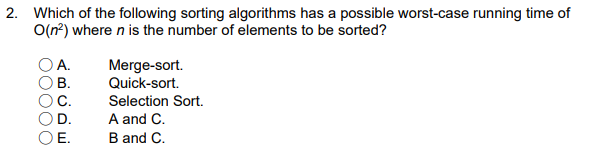 2. Which of the following sorting algorithms has a possible worst-case running time of
O(n²) where n is the number of elements to be sorted?
A. Merge-sort.
B. Quick-sort.
C. Selection Sort.
D. A and C.
E. B and C.